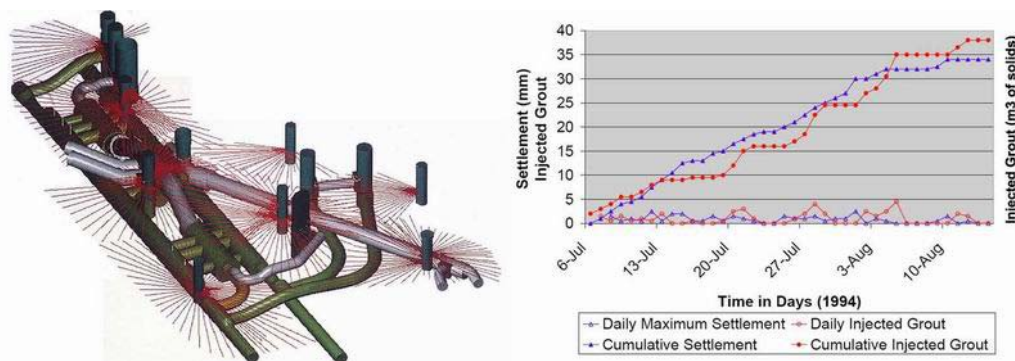 40
35
30
25
20
15
10
5
0
Settlement (mm)
Injected Grout
Injected Grout (m3 of solids)
6-Jul
13-Jul
20-Jul
27-Jul
3-Aug
10-Aug
Time in Days (1994)
Daily Maximum Settlement
Daily Injected Grout
Cumulative Settlement
Cumulative Injected Grout